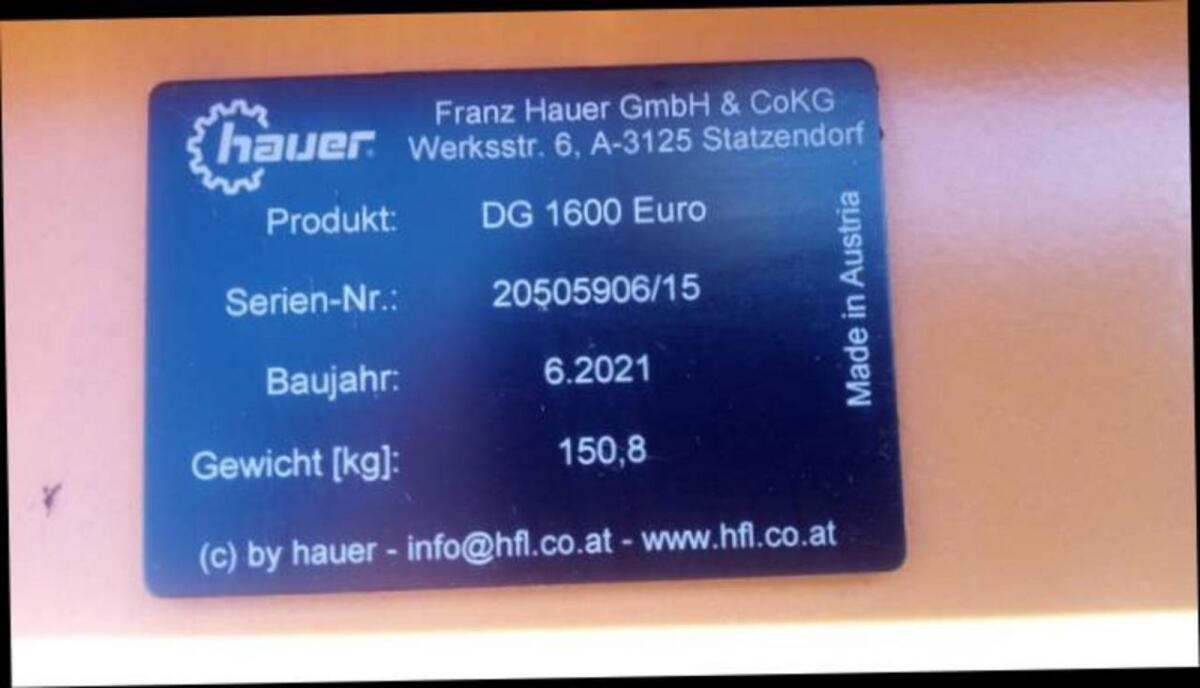 hauer
Franz Hauer GmbH & CoKG
Werksstr. 6, A-3125 Statzendorf
Produkt: DG 1600 Euro
Serien-Nr.: 20505906/15
Baujahr: 6.2021
Gewicht [kg]: 150,8
Made in Austria
(c) by hauer - info@hfl.co.at - www.hfl.co.at